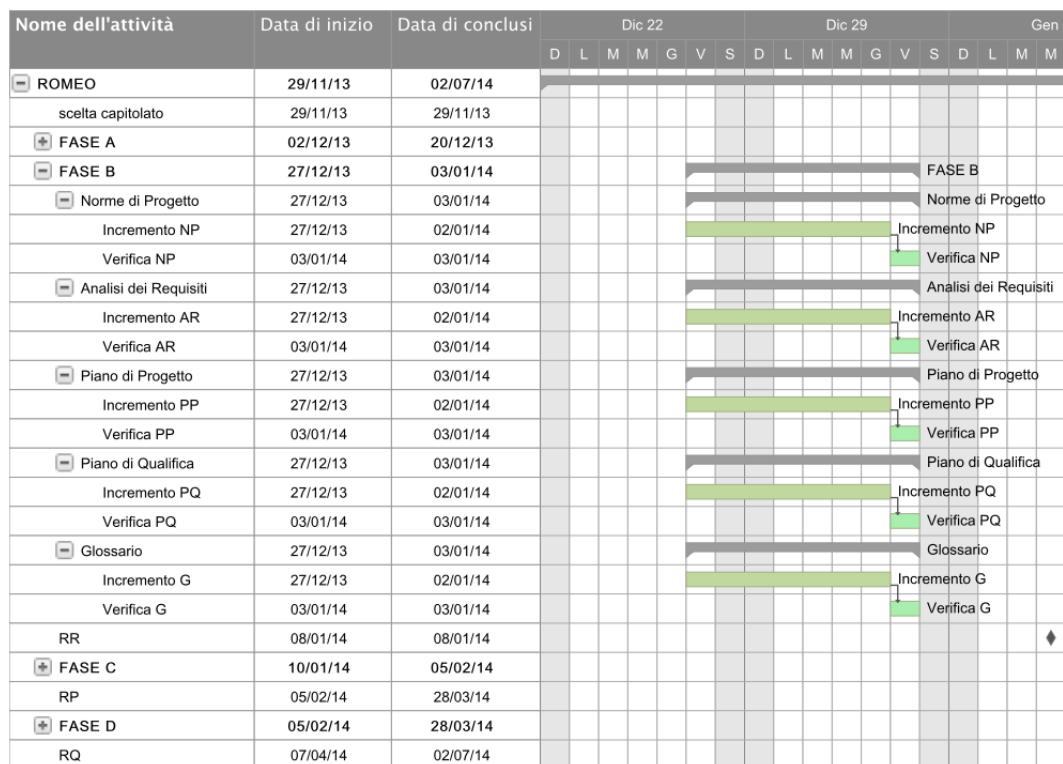 Nome dell'attività Data di inizio Data di conclusi Dic 22 Dic 29 Gen
D L M M G V S D L M M G V S D L M M
ROMEO 29/11/13 02/07/14
scelta capitolato 29/11/13 29/11/13
FASE A 02/12/13 20/12/13
FASE B 27/12/13 03/01/14 FASE B
Norme di Progetto 27/12/13 03/01/14 Norme di Progetto
Incremento NP 27/12/13 02/01/14 Incremento NP
Verifica NP 03/01/14 03/01/14 Verifica NP
Analisi dei Requisiti 27/12/13 03/01/14 Analisi dei Requisiti
Incremento AR 27/12/13 02/01/14 Incremento AR
Verifica AR 03/01/14 03/01/14 Verifica AR
Piano di Progetto 27/12/13 03/01/14 Piano di Progetto
Incremento PP 27/12/13 02/01/14 Incremento PP
Verifica PP 03/01/14 03/01/14 Verifica PP
Piano di Qualifica 27/12/13 03/01/14 Piano di Qualifica
Incremento PQ 27/12/13 02/01/14 Incremento PQ
Verifica PQ 03/01/14 03/01/14 Verifica PQ
Glossario 27/12/13 03/01/14 Glossario
Incremento G 27/12/13 02/01/14 Incremento G
Verifica G 03/01/14 03/01/14 Verifica G
RR 08/01/14 08/01/14
FASE C 10/01/14 05/02/14
RP 05/02/14 28/03/14
FASE D 05/02/14 28/03/14
RQ 07/04/14 02/07/14